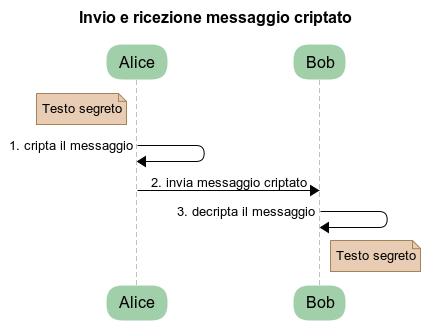 Invio e ricezione messaggio criptato
Alice
Bob
Testo segreto
1. cripta il messaggio
2. invia messaggio criptato
3. decripta il messaggio
Testo segreto
Alice
Bob